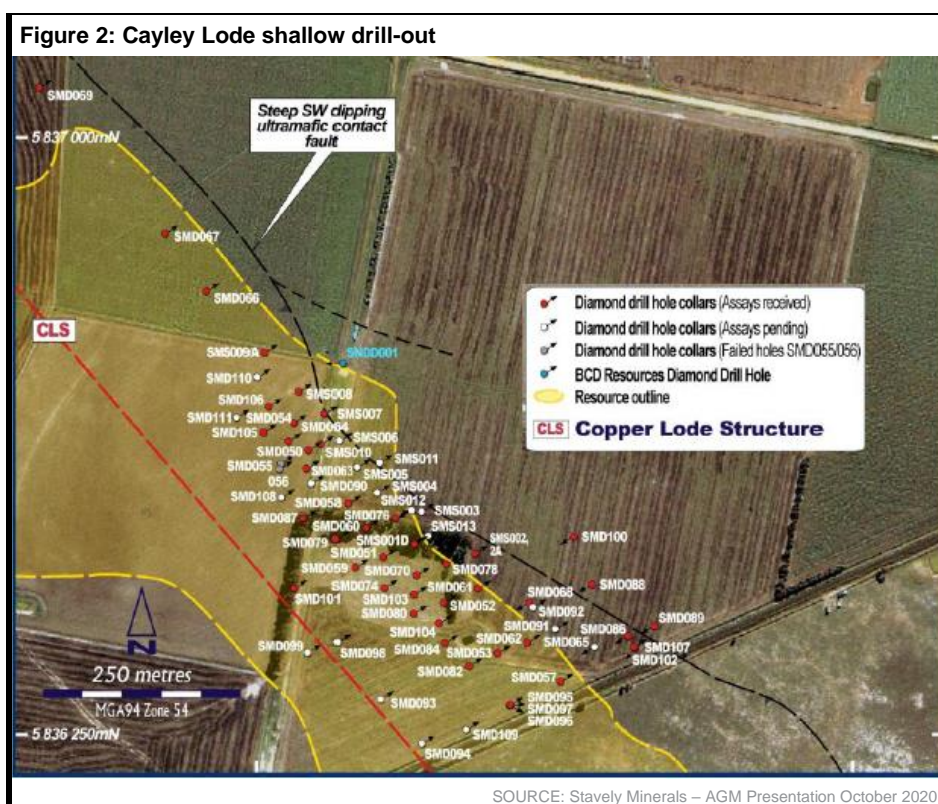 Figure 2: Cayley Lode shallow drill-out
SMD069
Steep SW dipping
ultramafic contact
fault
5 837 000mN
SMD067
SMD066
Diamond drill hole collars (Assays received)
Diamond drill hole collars (Assays pending)
Diamond drill hole collars (Failed holes SMD055/056)
BCD Resources Diamond Drill Hole
Resource outline
CLS Copper Lode Structure
CLS
SNDD001
SMS009A
SMD110
SMS008
SMD106
SMS007
SMD111
SMD054
SMD064
SMD105
SMS006
SMD050
SMS010
SMS011
SMD055
056
SMD063
SMS005
SMD090
SMS004
SMD108
SMD058
SMS012
SMD087
SMD076
SMS003
SMD060
SMS013
SMD079
SMS001D
SMS002,
2A
SMD100
SMD051
SMD059
SMD070
SMD078
SMD074
SMD061
SMD088
SMD101
SMD103
SMD068
SMD080
SMD052
SMD092
SMD091
SMD089
SMD104
SMD062
SMD086
SMD099
SMD098
SMD084
SMD053
SMD065
SMD107
SMD102
SMD082
N
250 metres
MGA94 Zone 54
SMD057
SMD093
SMD095
SMD097
SMD096
SMD109
5 836 250mN
SMD094
SOURCE: Stavely Minerals – AGM Presentation October 2020